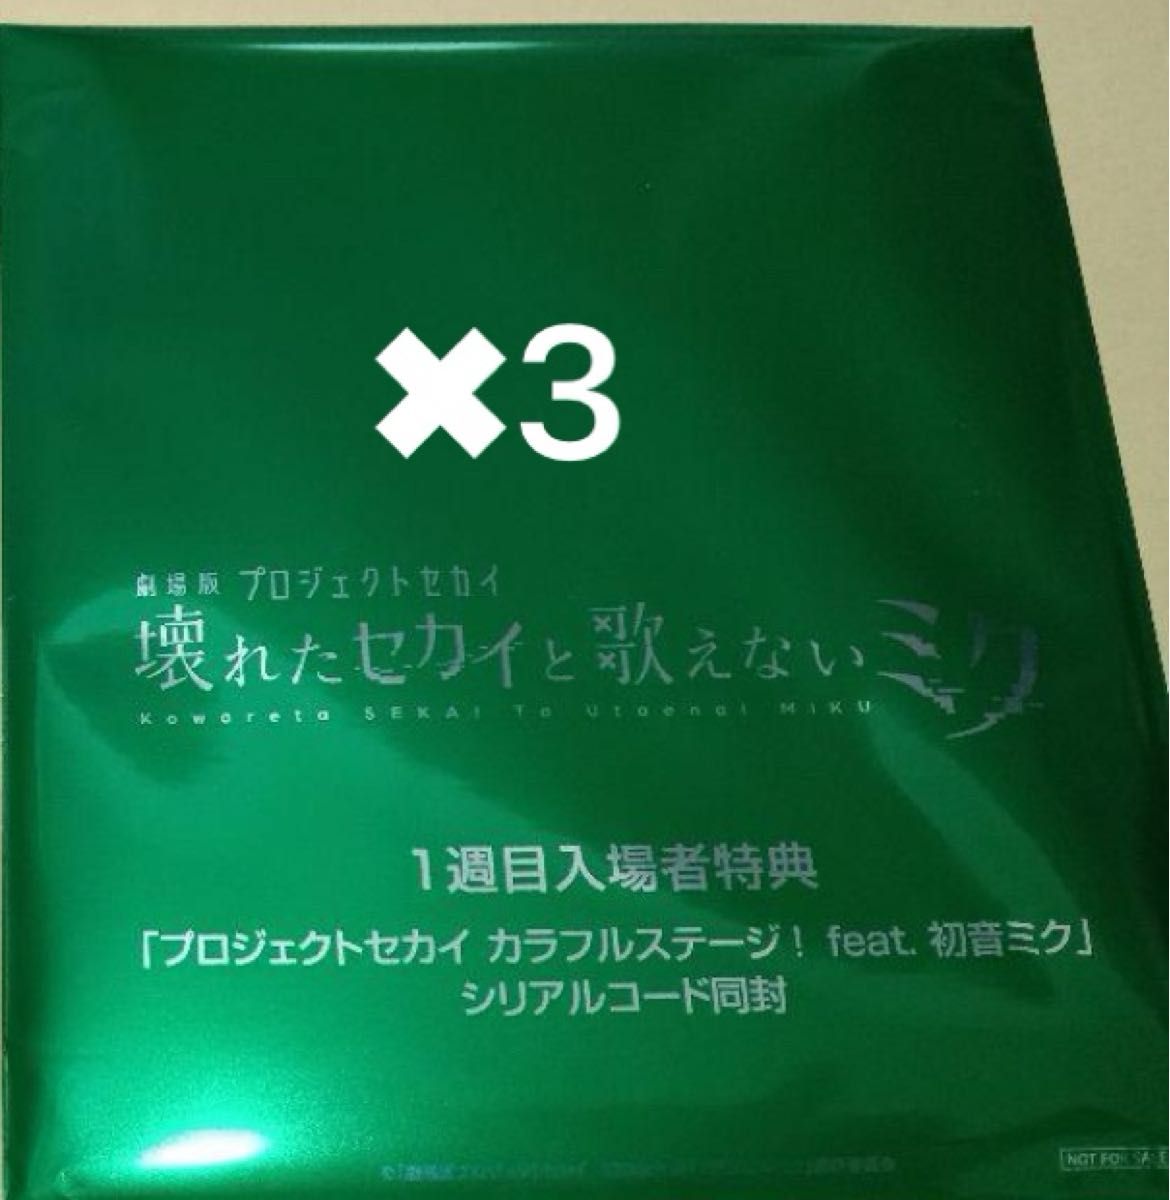 ✖3
劇場版 プロジェクトセカイ
壊れたセカイと歌えないミク
Kowareta SEKAI To Utaenai MIKU
1週目入場者特典
「プロジェクトセカイ カラフルステージ！ feat. 初音ミク」
シリアルコード同封
NOT FOR SALE